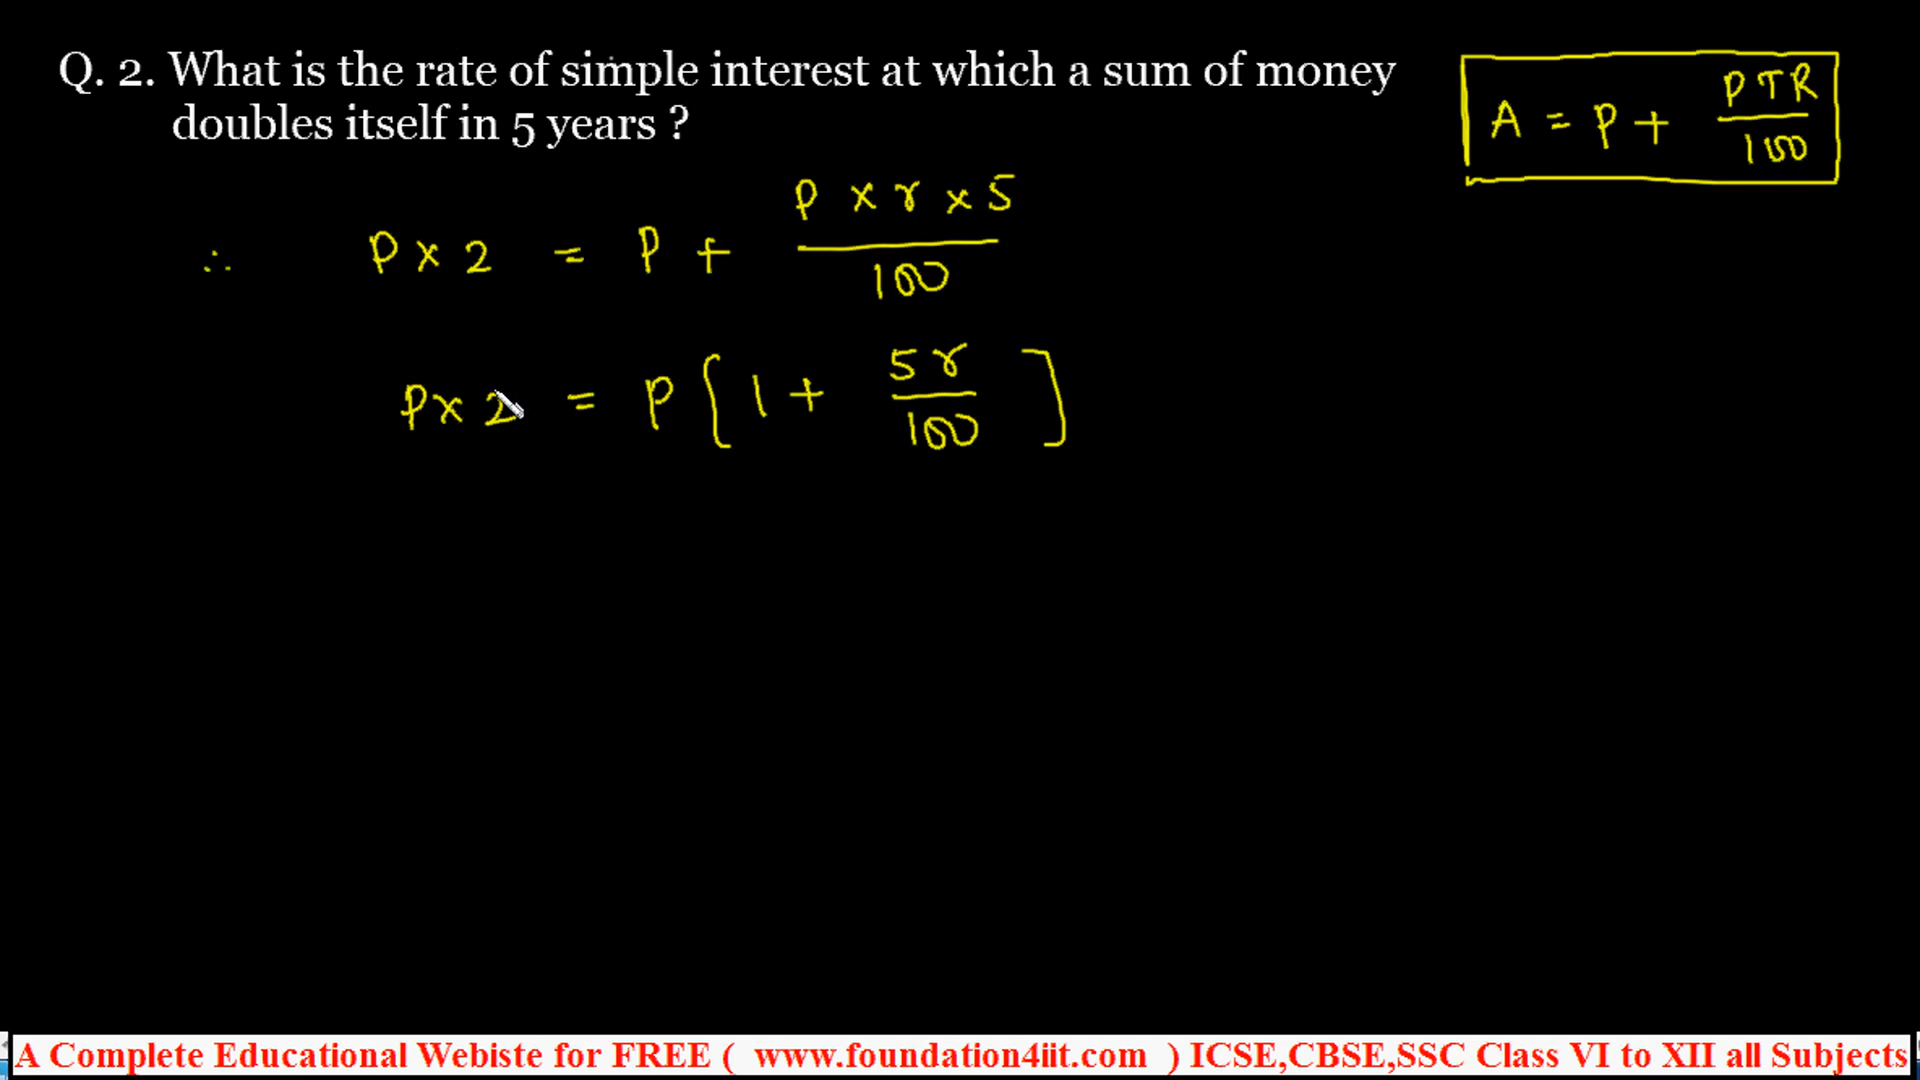 Q. 2. What is the rate of simple interest at which a sum of money
doubles itself in 5 years ?
A = P + PTR/100
∴ P × 2 = P + P × r × 5/100
P × 2 = P [ 1 + 5r/100 ]
A Complete Educational Webiste for FREE ( www.foundation4iit.com ) ICSE,CBSE,SSC Class VI to XII all Subjects